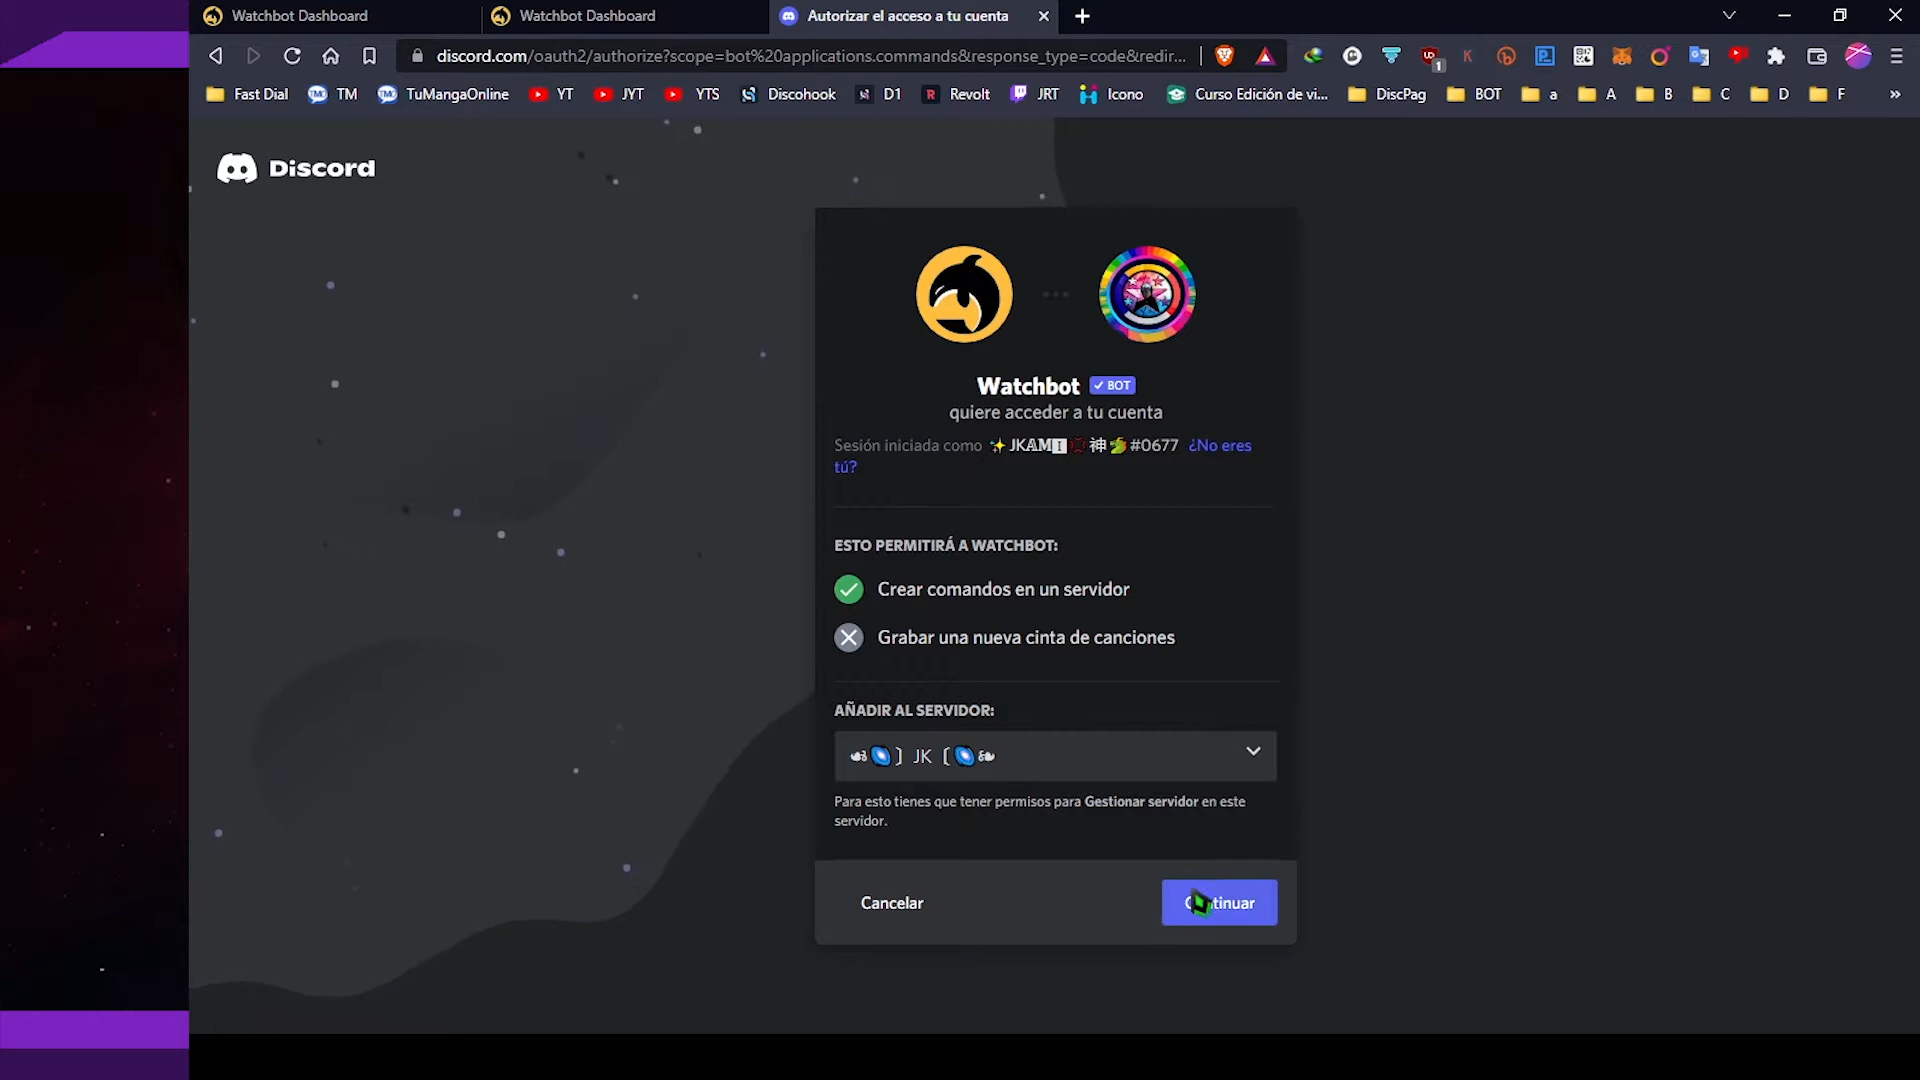 Watchbot Dashboard
Watchbot Dashboard
Autorizar el acceso a tu cuenta
discord.com/oauth2/authorize?scope=bot%20applications.commands&response_type=code&redir...
1
Fast Dial
TM
TuMangaOnline
YT
JYT
YTS
Discohook
D1
Revolt
JRT
Icono
Curso Edición de vi...
DiscPag
BOT
a
A
B
C
D
F
»
Discord
Watchbot ✓ BOT
quiere acceder a tu cuenta
Sesión iniciada como ✨JK𝔸𝐌🅸💢神🐲#0677 ¿No eres
tú?
ESTO PERMITIRÁ A WATCHBOT:
Crear comandos en un servidor
Grabar una nueva cinta de canciones
AÑADIR AL SERVIDOR:
☙🌀] JK [🌀❧
Para esto tienes que tener permisos para Gestionar servidor en este
servidor.
Cancelar